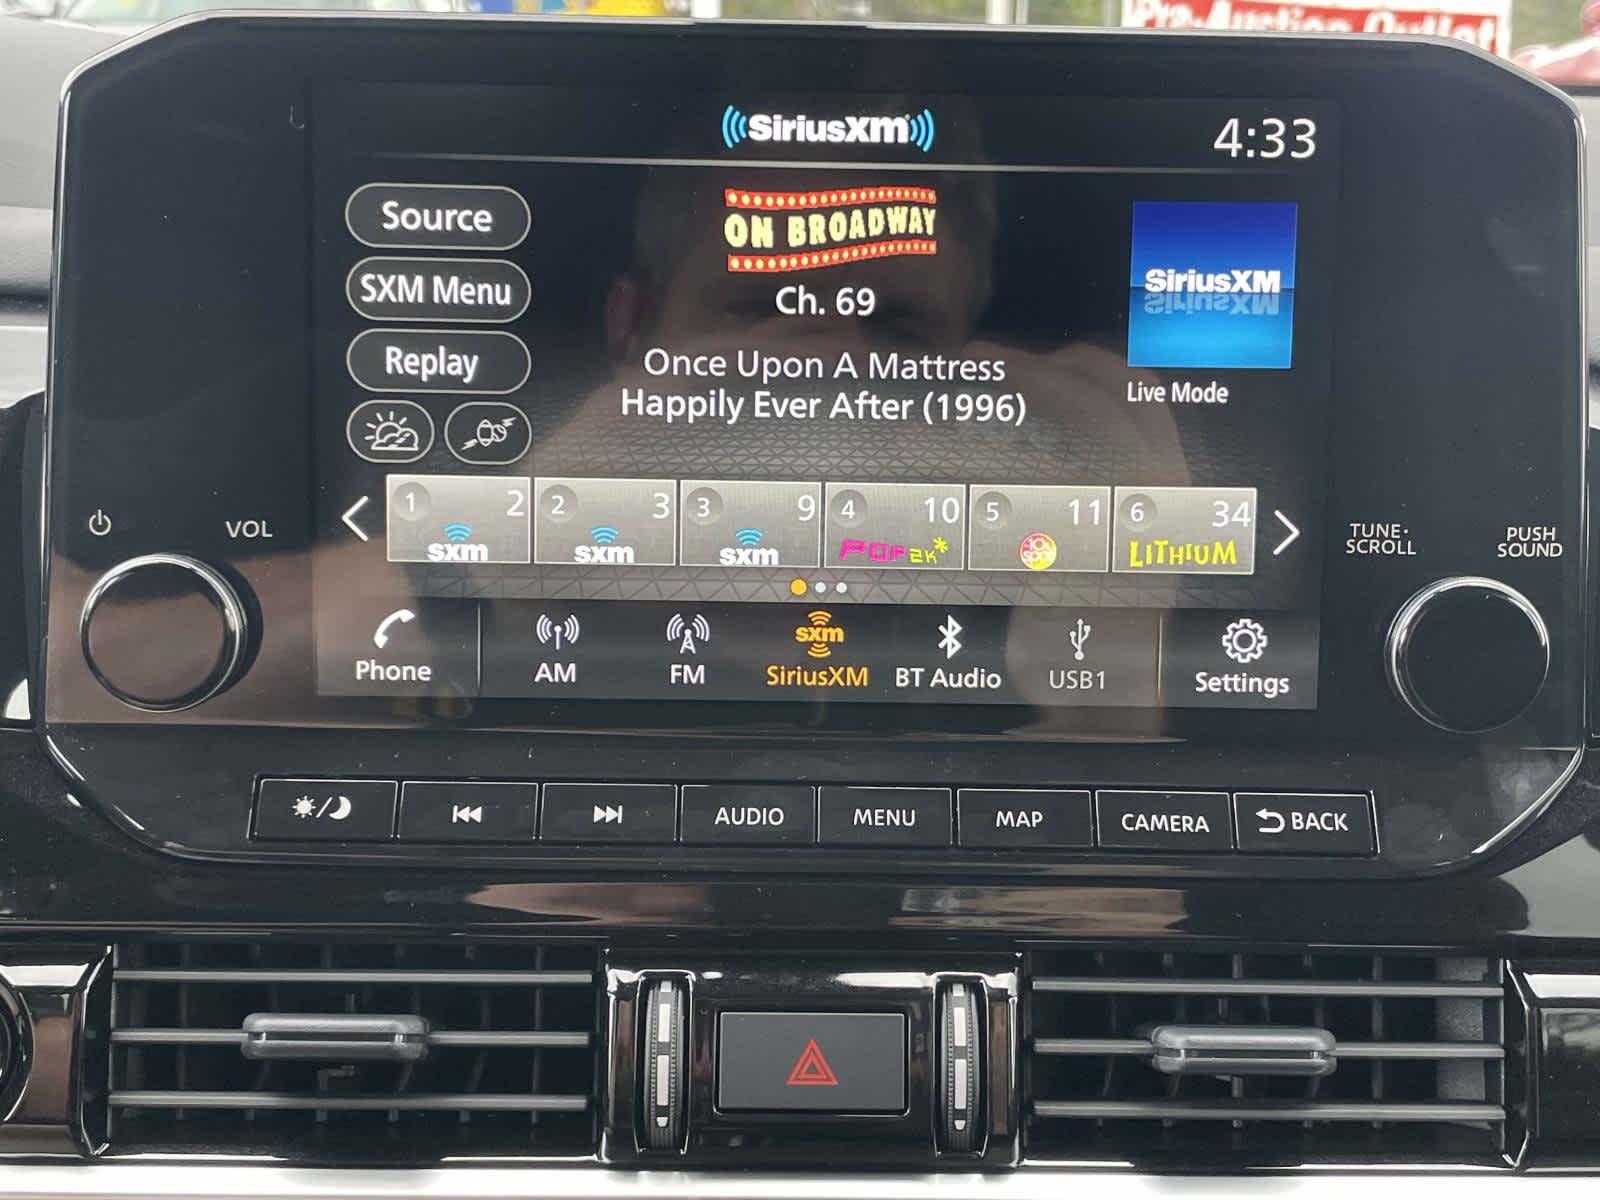 Pre-Auction Outlet
SiriusXM
4:33
Source
ON BROADWAY
SXM Menu
Ch. 69
SiriusXM
Replay
Once Upon A Mattress
Happily Ever After (1996)
Live Mode
1 2
sxm
2 3
sxm
3 9
sxm
4 10
POP2K*
5 11
6 34
LITHIUM
VOL
TUNE·
SCROLL
PUSH
SOUND
Phone
AM
FM
sxm
SiriusXM
BT Audio
USB1
Settings
AUDIO
MENU
MAP
CAMERA
BACK